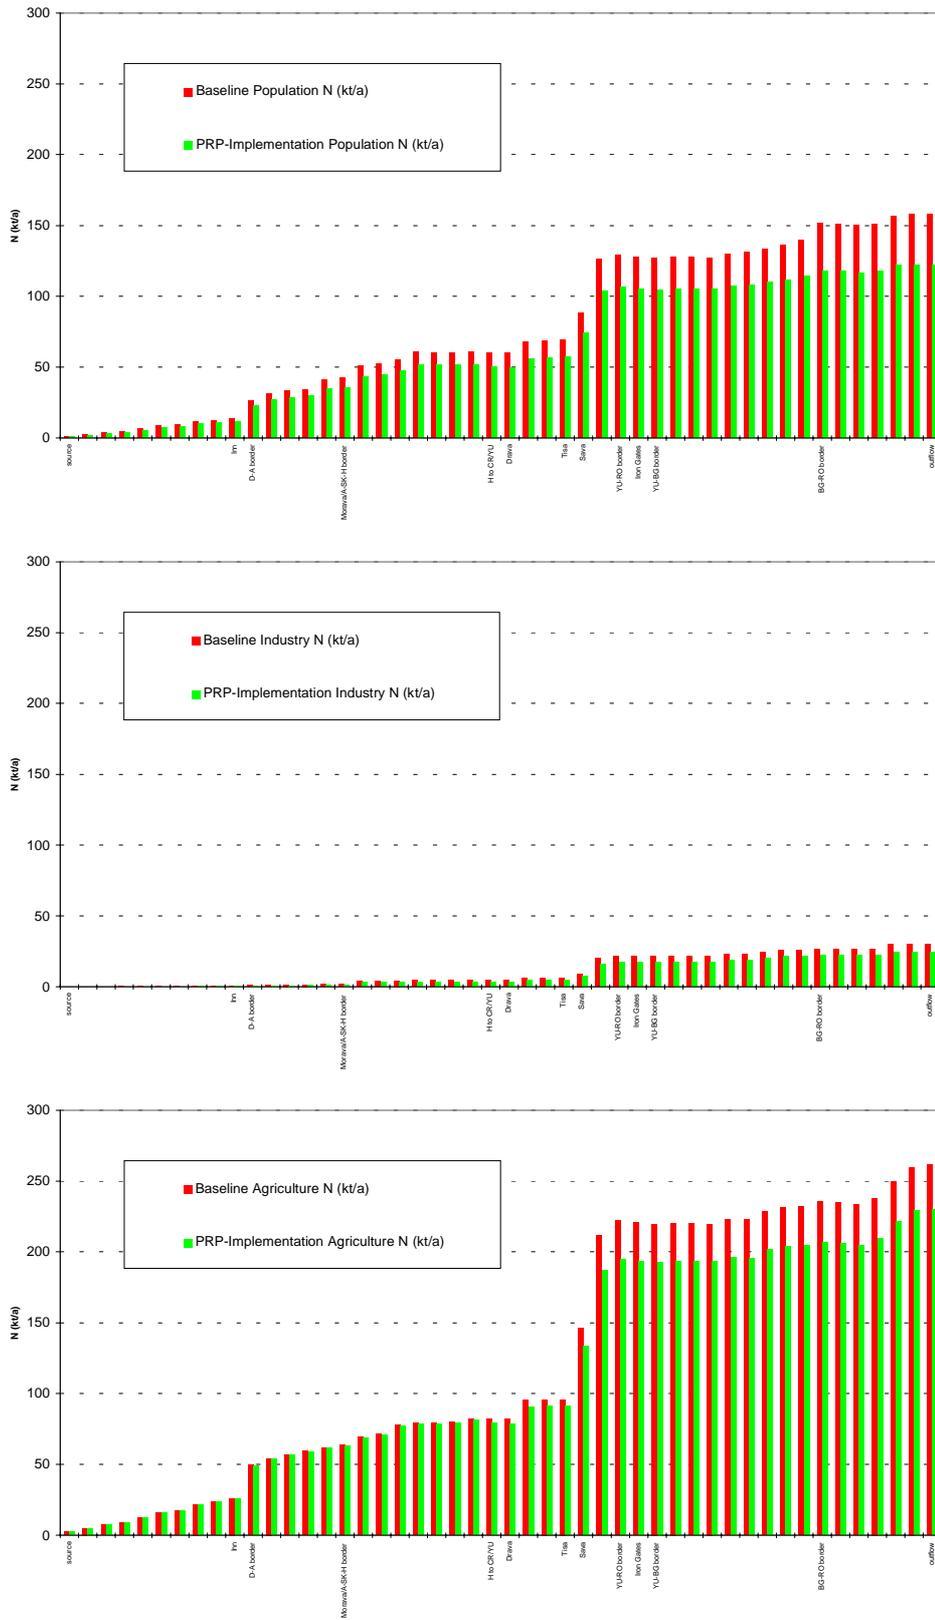 300
Baseline Population N (kt/a)
PRP-Implementation Population N (kt/a)
250
200
150
100
50
0
N (kt/a)
source
Inn
D-A border
Morava/A-SK-H border
H to CR/YU
Drava
Tisa
Sava
YU-RO border
Iron Gates
YU-BG border
BG-RO border
outflow
300
Baseline Industry N (kt/a)
PRP-Implementation Industry N (kt/a)
250
200
150
100
50
0
N (kt/a)
source
Inn
D-A border
Morava/A-SK-H border
H to CR/YU
Drava
Tisa
Sava
YU-RO border
Iron Gates
YU-BG border
BG-RO border
outflow
300
Baseline Agriculture N (kt/a)
PRP-Implementation Agriculture N (kt/a)
250
200
150
100
50
0
N (kt/a)
source
Inn
D-A border
Morava/A-SK-H border
H to CR/YU
Drava
Tisa
Sava
YU-RO border
Iron Gates
YU-BG border
BG-RO border
outflow